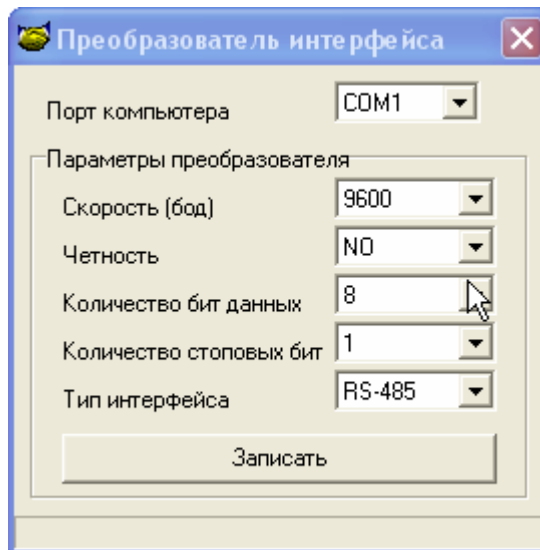 Преобразователь интерфейса
Порт компьютера COM1
Параметры преобразователя
Скорость (бод) 9600
Четность NO
Количество бит данных 8
Количество стоповых бит 1
Тип интерфейса RS-485
Записать